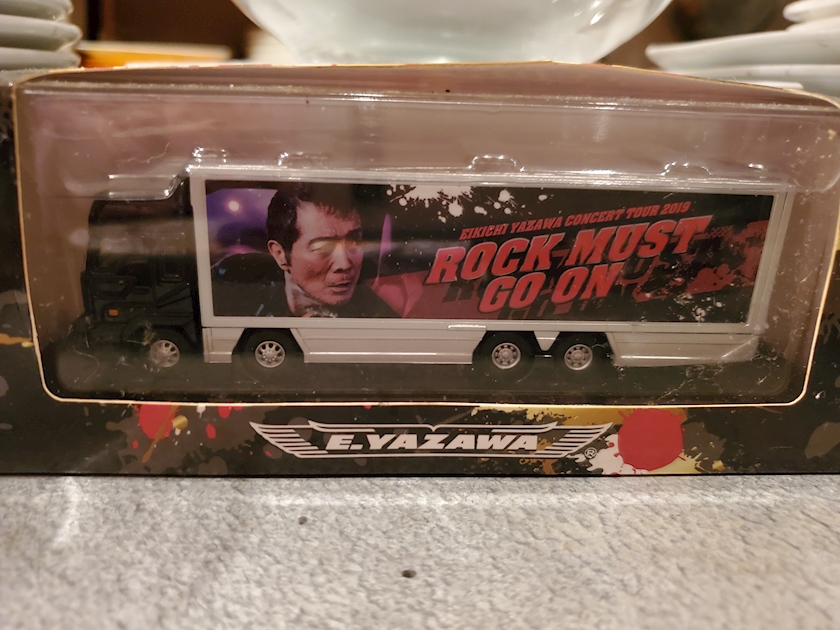 EIKICHI YAZAWA CONCERT TOUR 2019
ROCK MUST
GO ON
E.YAZAWA®